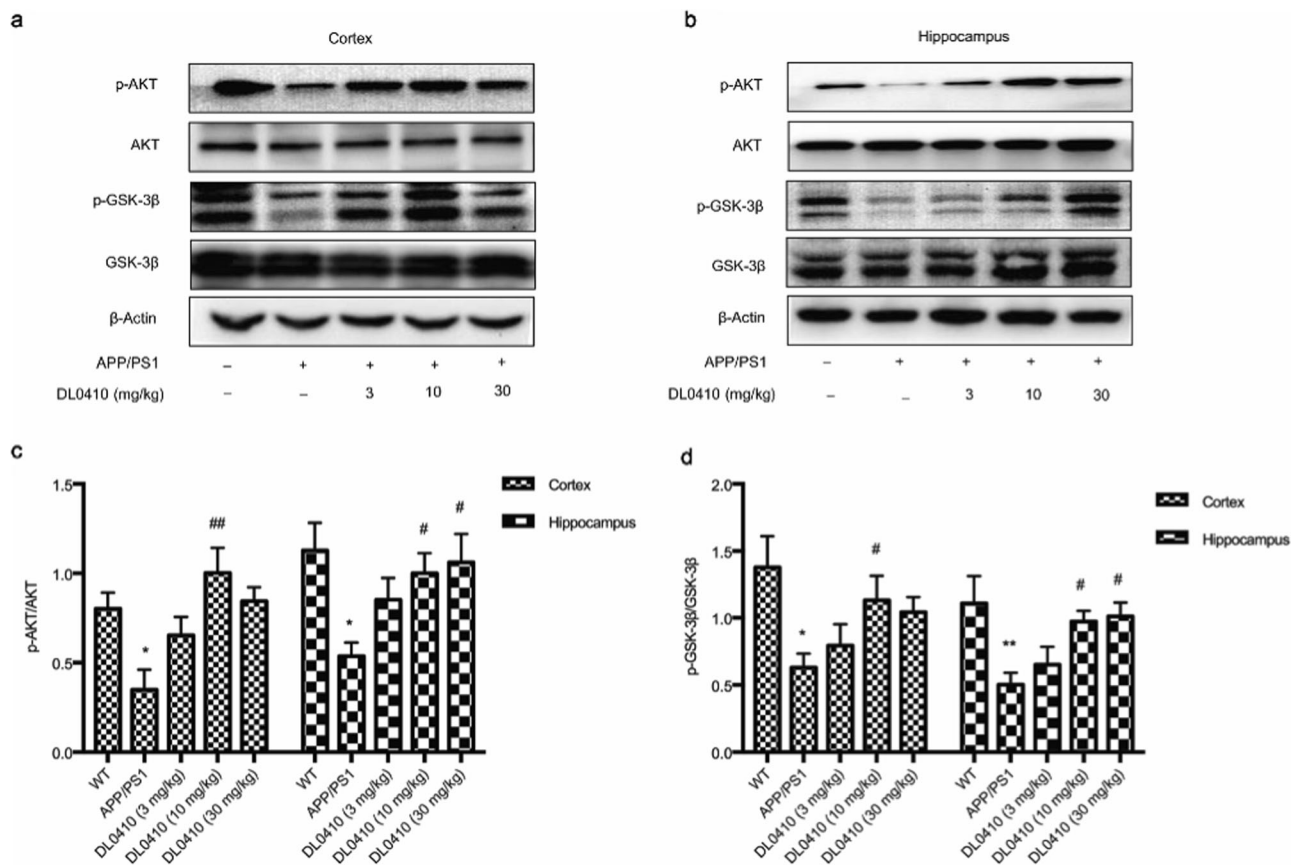 a
Cortex
p-AKT
AKT
p-GSK-3β
GSK-3β
β-Actin
APP/PS1 – + + + +
DL0410 (mg/kg) – – 3 10 30
b
Hippocampus
p-AKT
AKT
p-GSK-3β
GSK-3β
β-Actin
APP/PS1 – + + + +
DL0410 (mg/kg) – – 3 10 30
c
p-AKT/AKT
1.5
1.0
0.5
0.0
*
##
*
#
#
Cortex
Hippocampus
WT
APP/PS1
DL0410 (3 mg/kg)
DL0410 (10 mg/kg)
DL0410 (30 mg/kg)
WT
APP/PS1
DL0410 (3 mg/kg)
DL0410 (10 mg/kg)
DL0410 (30 mg/kg)
d
p-GSK-3β/GSK-3β
2.0
1.5
1.0
0.5
0.0
*
#
**
#
#
Cortex
Hippocampus
WT
APP/PS1
DL0410 (3 mg/kg)
DL0410 (10 mg/kg)
DL0410 (30 mg/kg)
WT
APP/PS1
DL0410 (3 mg/kg)
DL0410 (10 mg/kg)
DL0410 (30 mg/kg)